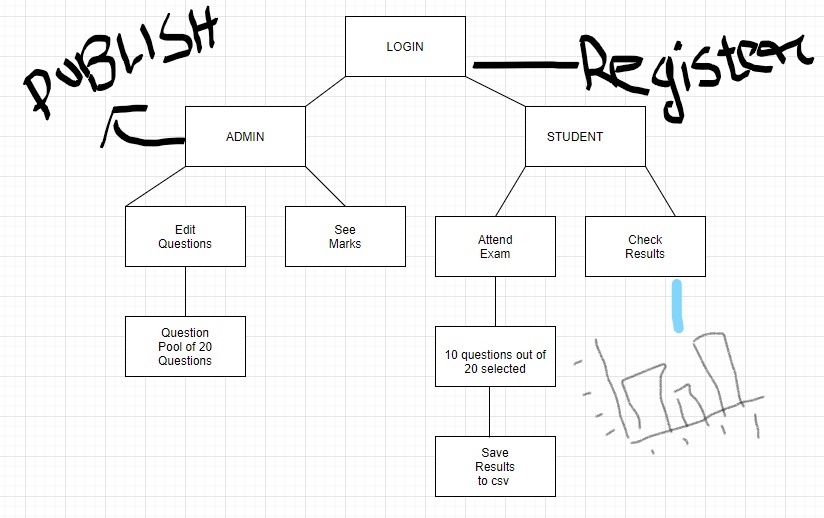 PUBLISH
LOGIN
Register
ADMIN
STUDENT
Edit
Questions
See
Marks
Attend
Exam
Check
Results
Question
Pool of 20
Questions
10 questions out of
20 selected
Save
Results
to csv